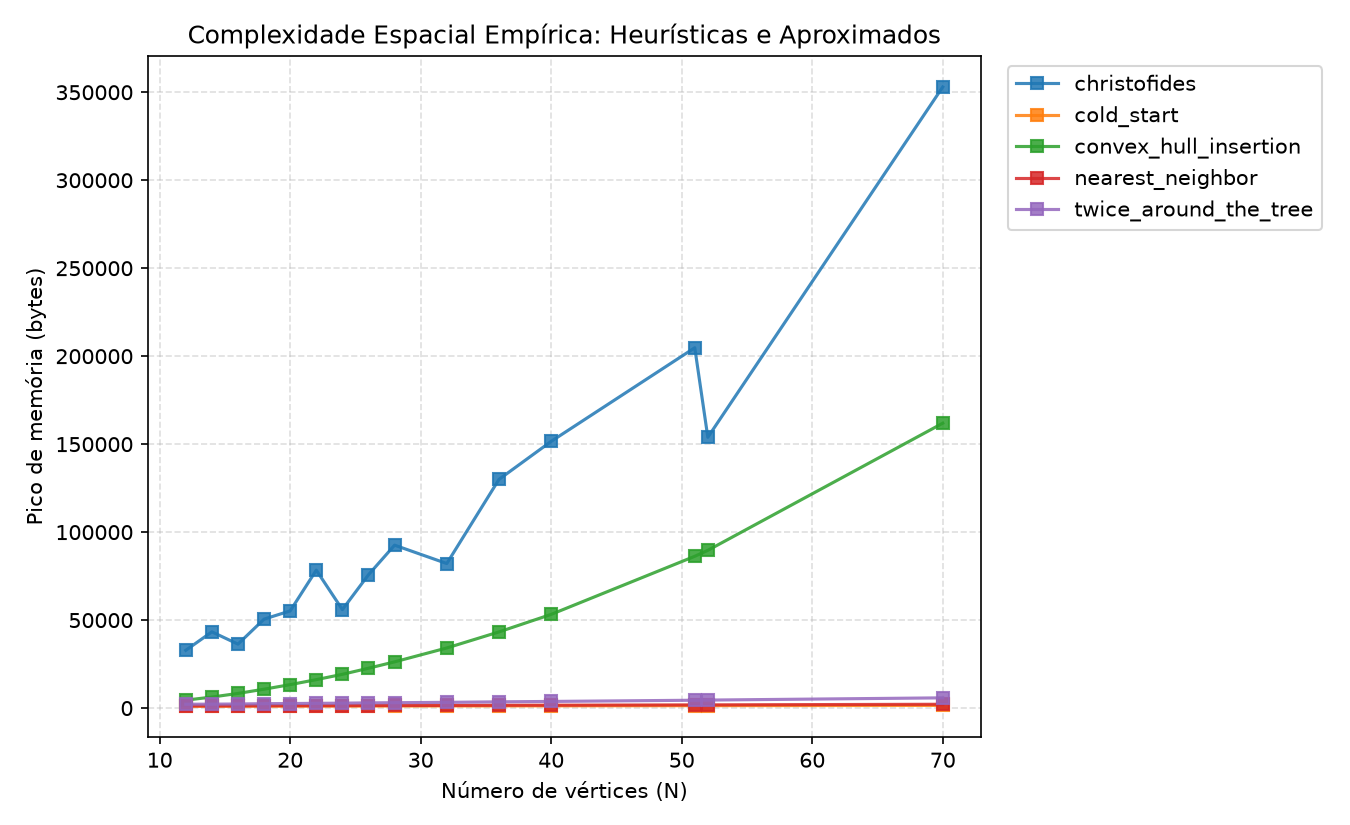 Complexidade Espacial Empírica: Heurísticas e Aproximados
350000
300000
250000
200000
150000
100000
50000
0
Pico de memória (bytes)
10 20 30 40 50 60 70
Número de vértices (N)
christofides
cold_start
convex_hull_insertion
nearest_neighbor
twice_around_the_tree